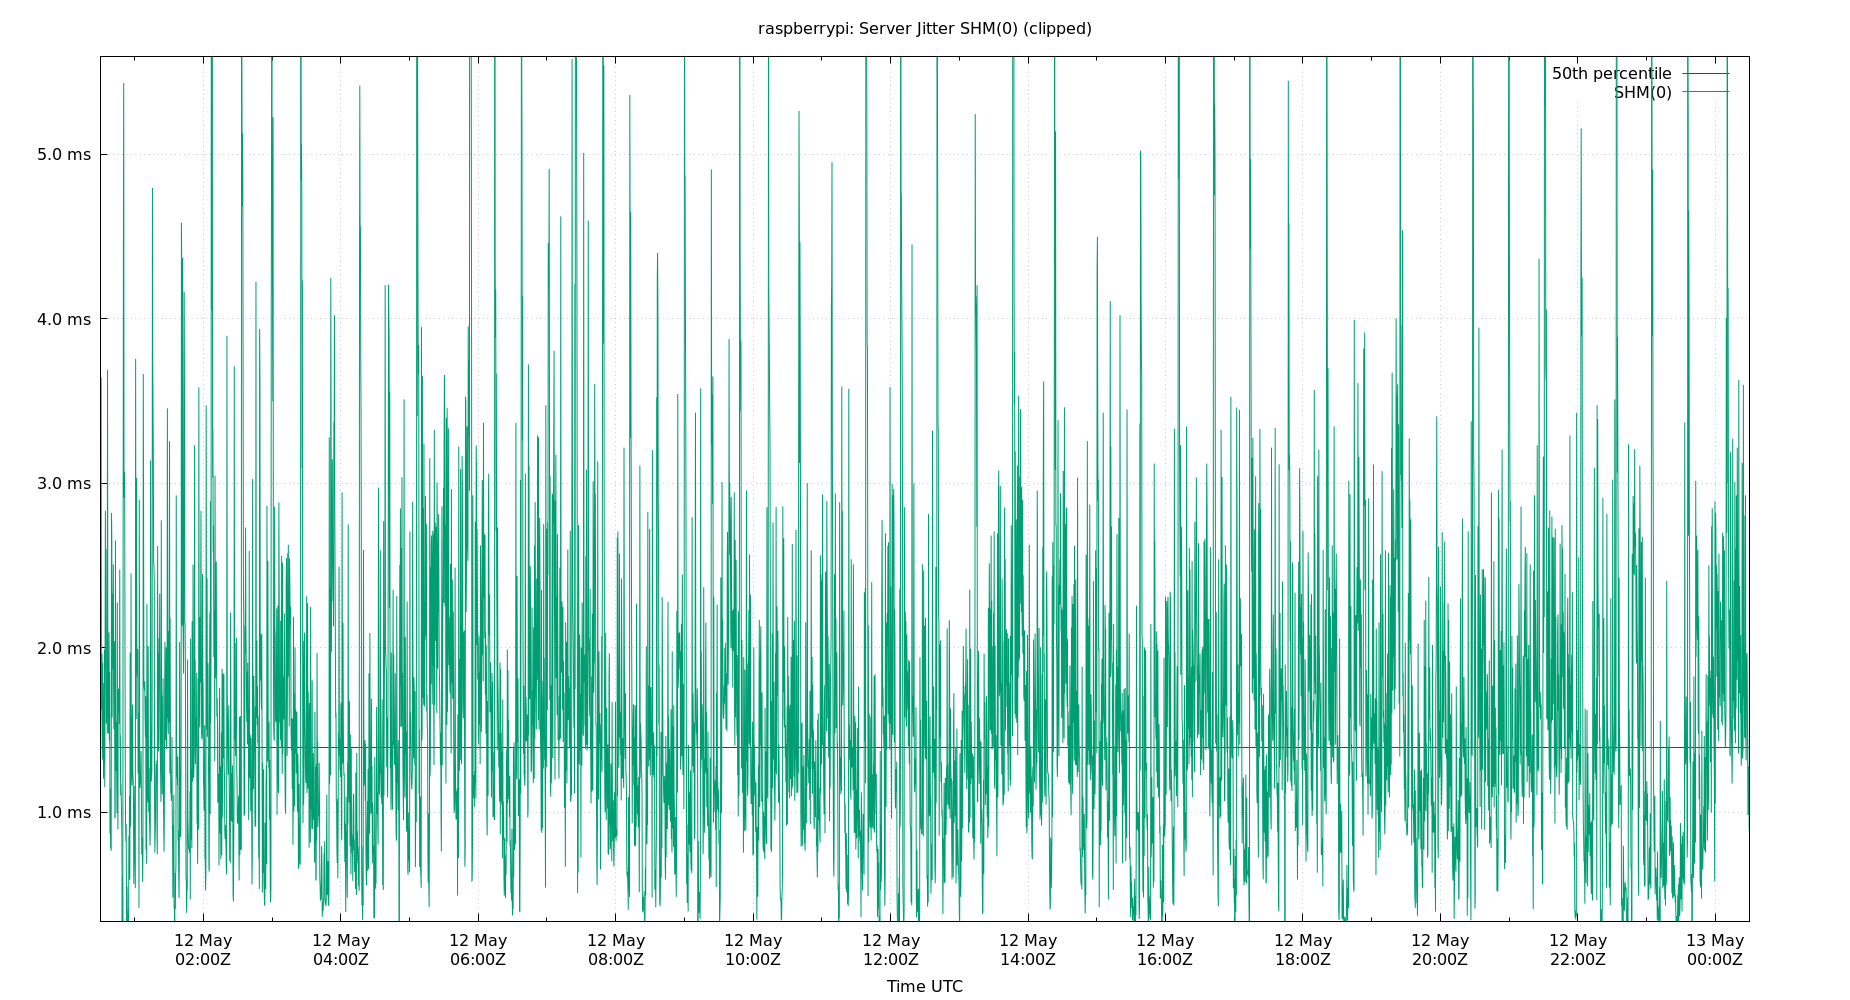 raspberrypi: Server Jitter SHM(0) (clipped)
50th percentile
SHM(0)
5.0 ms
4.0 ms
3.0 ms
2.0 ms
1.0 ms
12 May 12 May 12 May 12 May 12 May 12 May 12 May 12 May 12 May 12 May 12 May 13 May
02:00Z 04:00Z 06:00Z 08:00Z 10:00Z 12:00Z 14:00Z 16:00Z 18:00Z 20:00Z 22:00Z 00:00Z
Time UTC